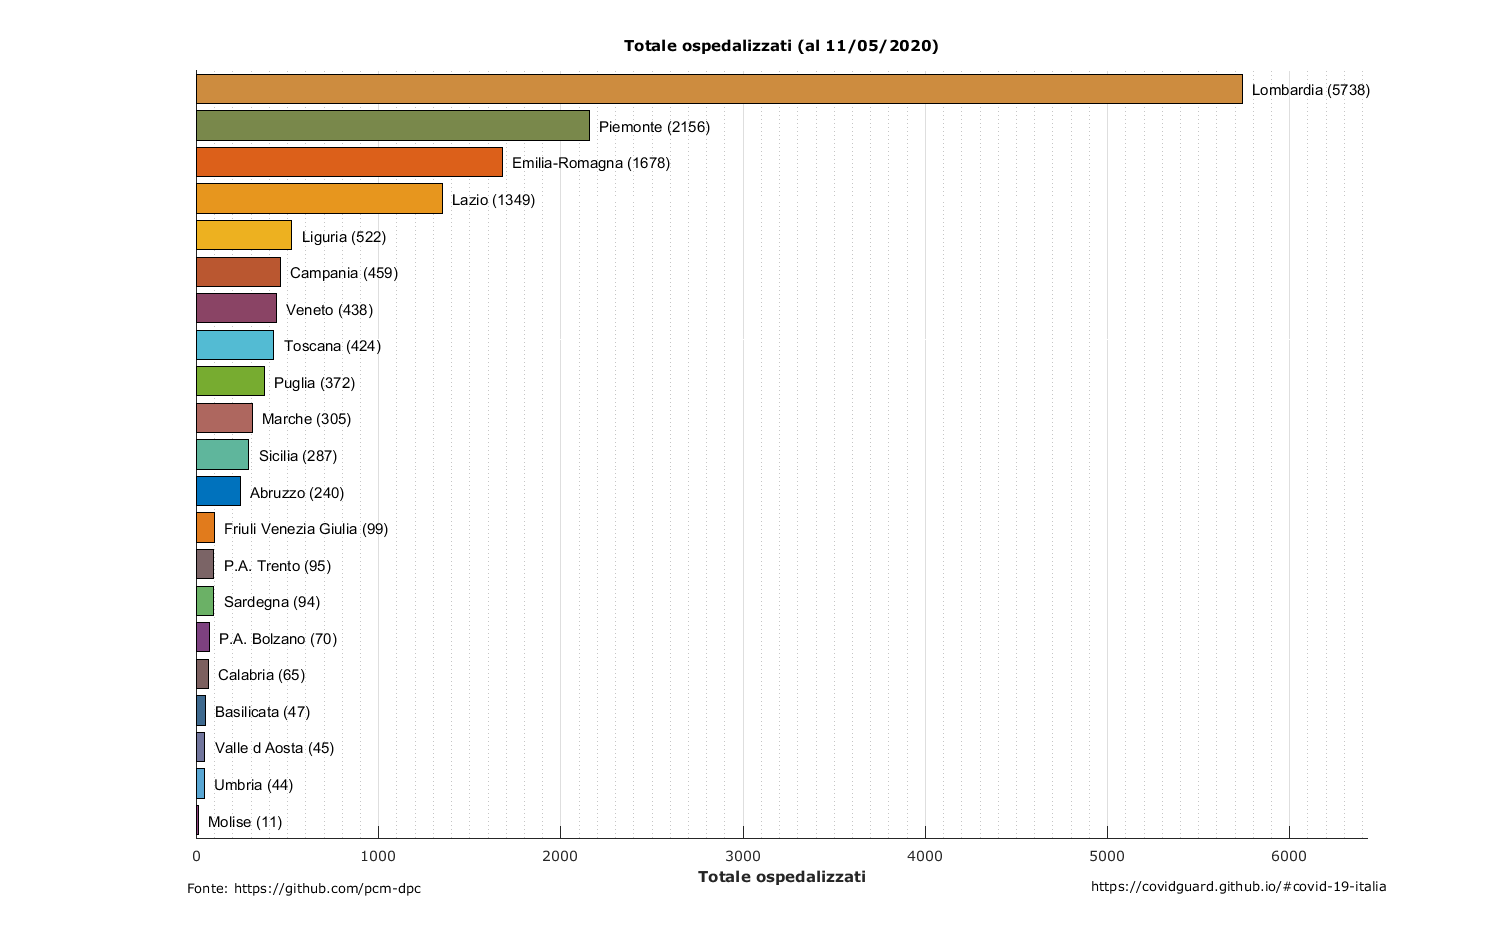 Totale ospedalizzati (al 11/05/2020)
Lombardia (5738)
Piemonte (2156)
Emilia-Romagna (1678)
Lazio (1349)
Liguria (522)
Campania (459)
Veneto (438)
Toscana (424)
Puglia (372)
Marche (305)
Sicilia (287)
Abruzzo (240)
Friuli Venezia Giulia (99)
P.A. Trento (95)
Sardegna (94)
P.A. Bolzano (70)
Calabria (65)
Basilicata (47)
Valle d Aosta (45)
Umbria (44)
Molise (11)
0 1000 2000 3000 4000 5000 6000
Totale ospedalizzati
Fonte: https://github.com/pcm-dpc
https://covidguard.github.io/#covid-19-italia